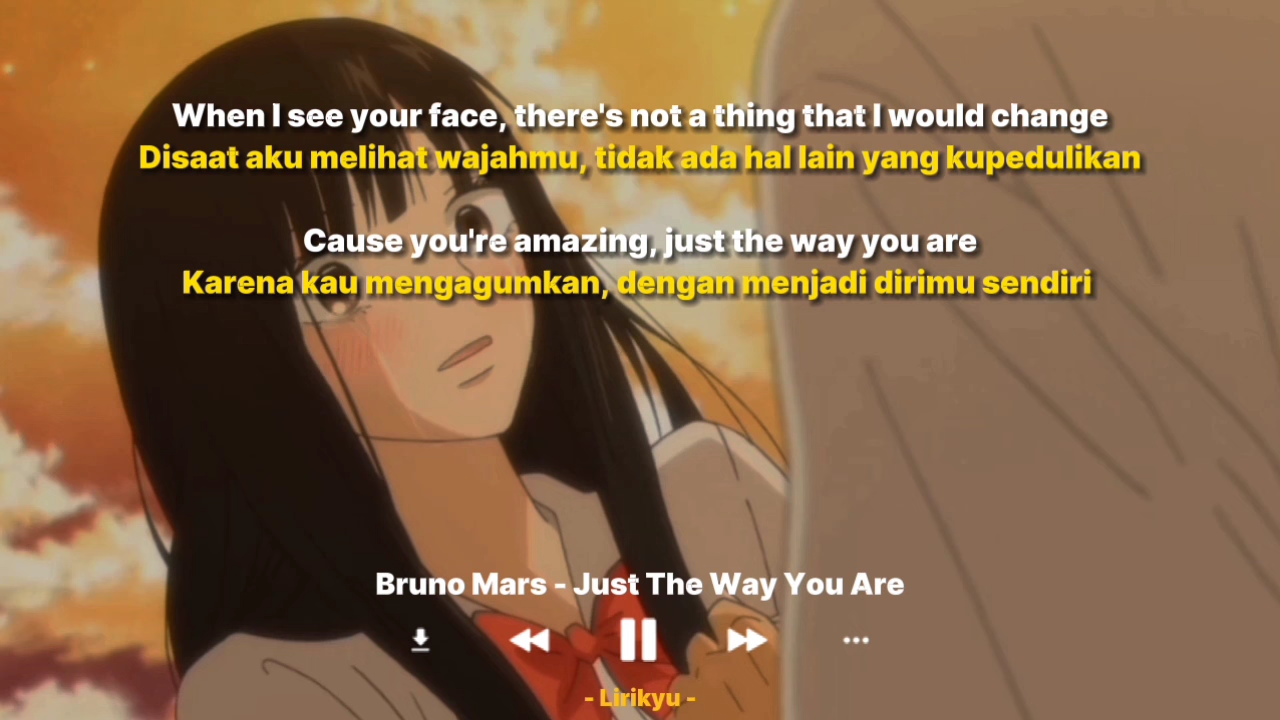 When I see your face, there's not a thing that I would change
Disaat aku melihat wajahmu, tidak ada hal lain yang kupedulikan
Cause you're amazing, just the way you are
Karena kau mengagumkan, dengan menjadi dirimu sendiri
Bruno Mars - Just The Way You Are
- Lirikyu -